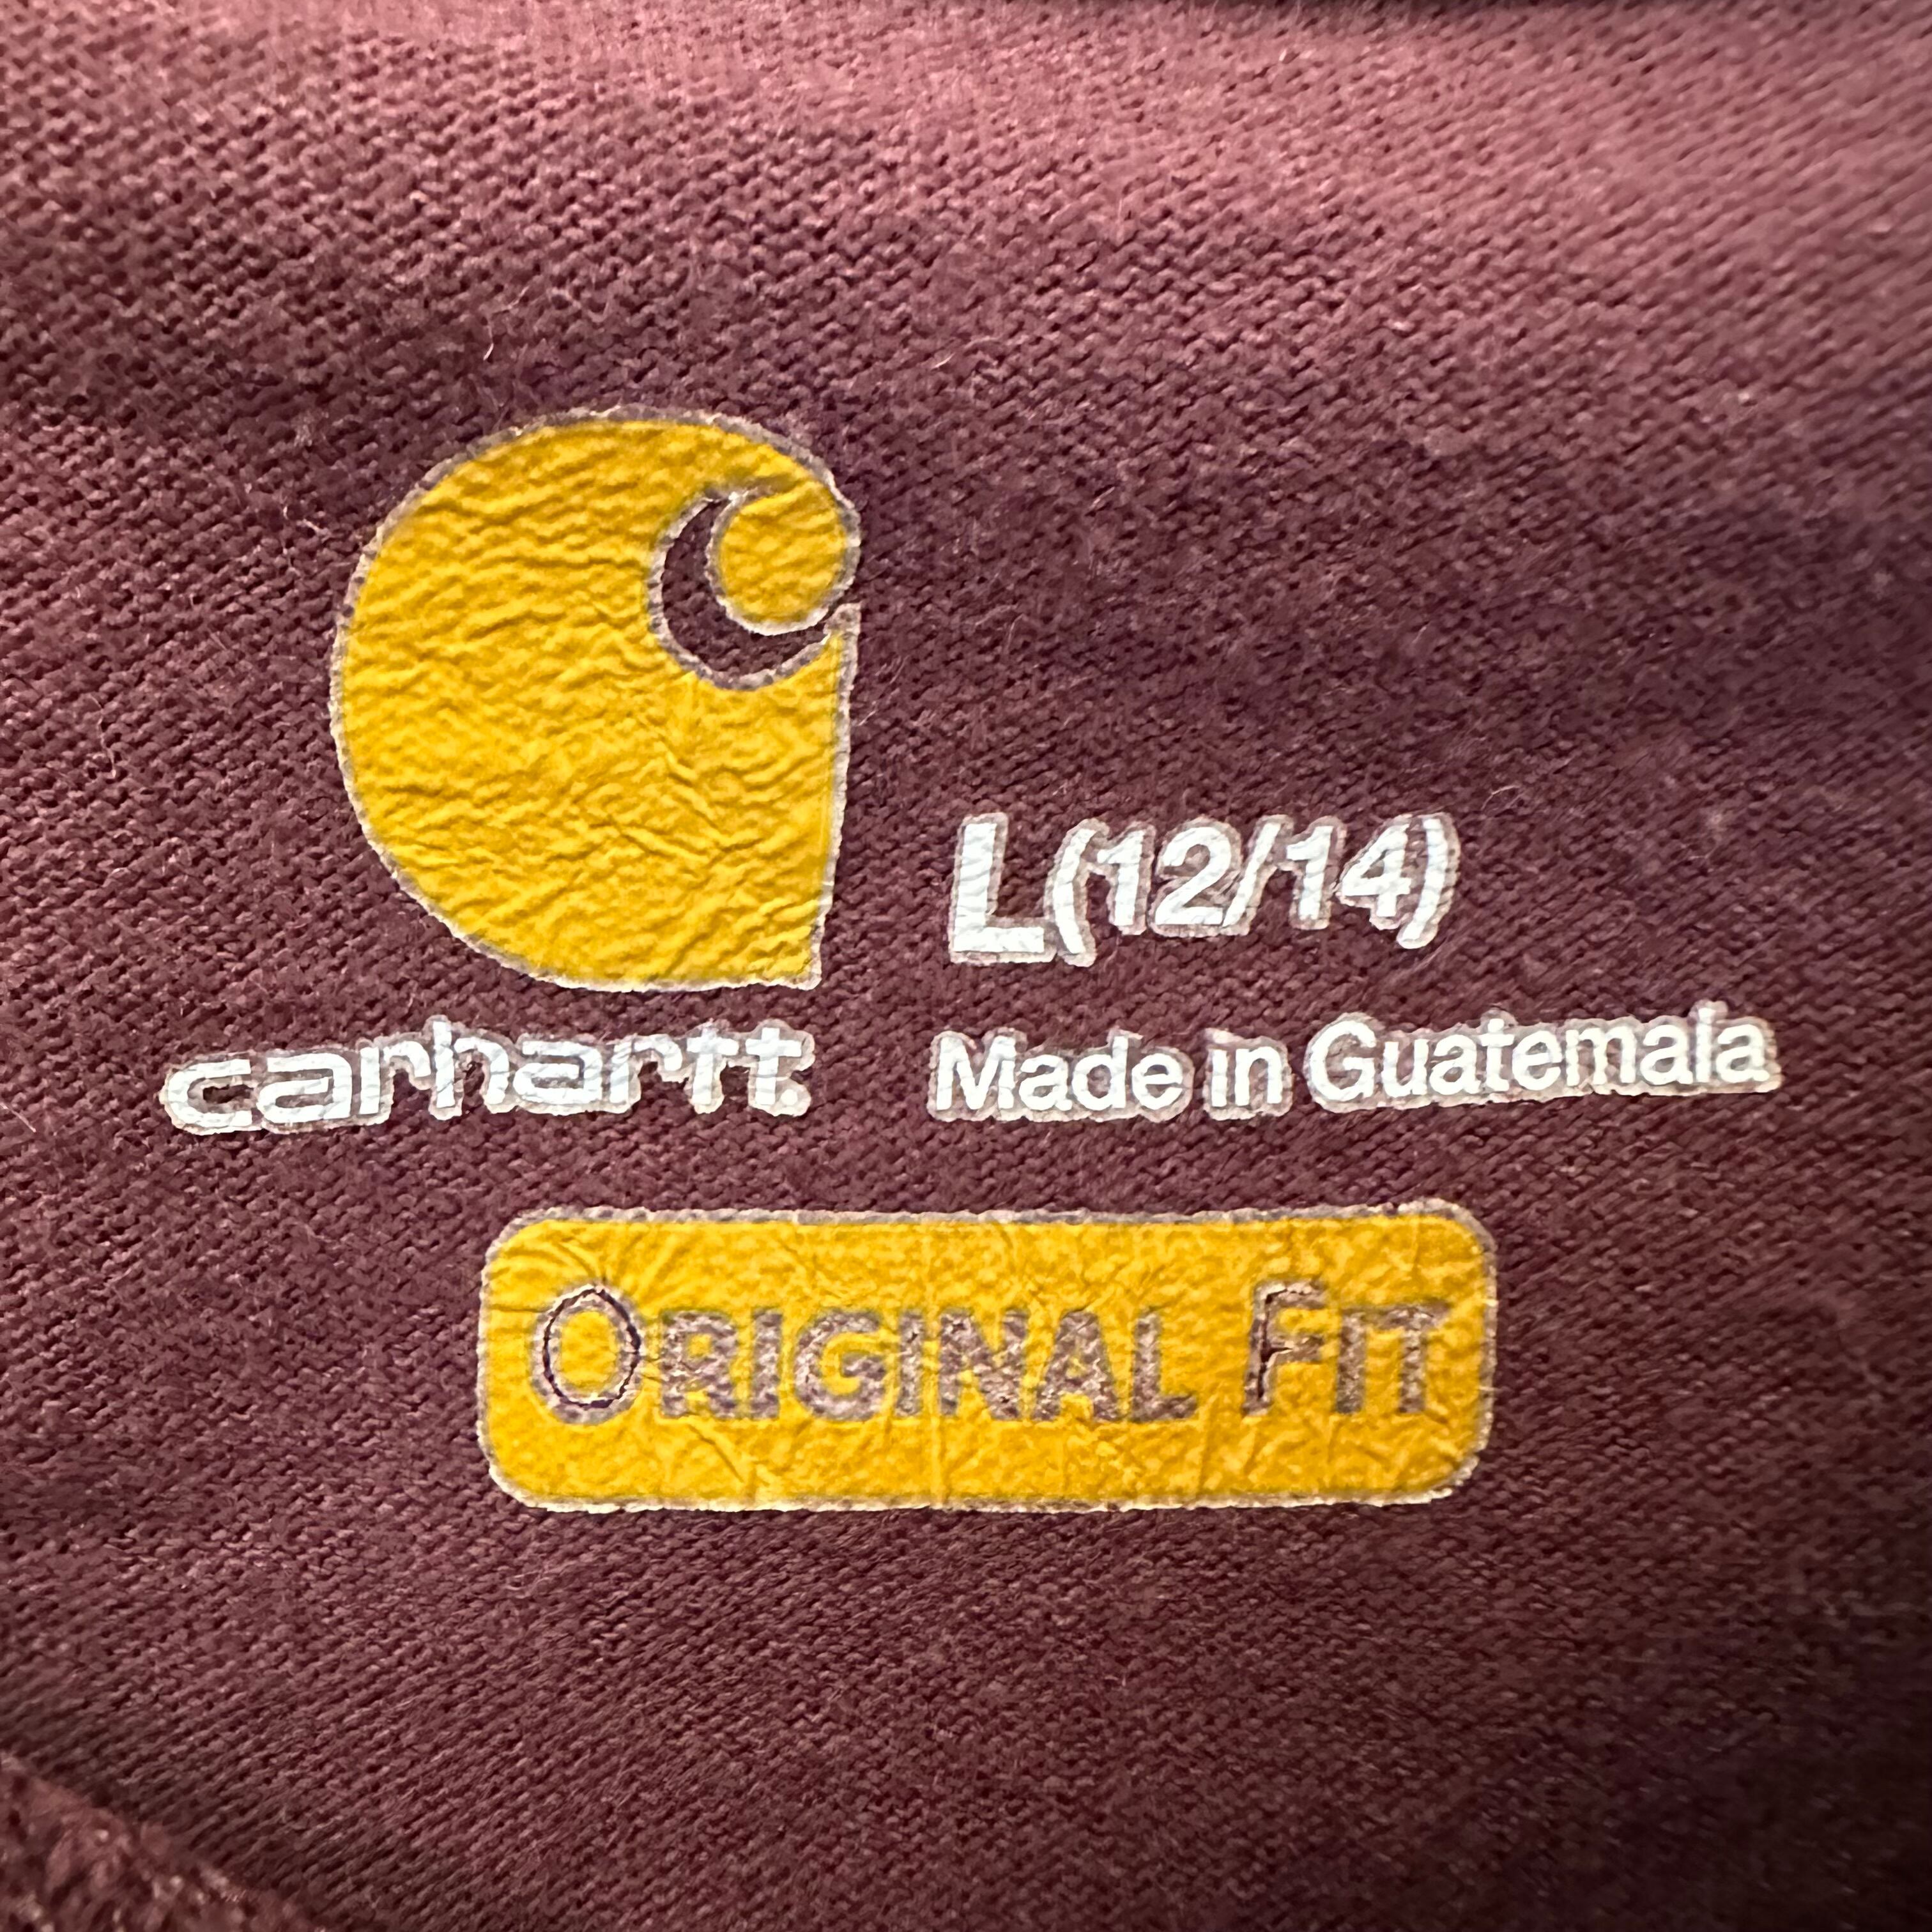 L(12/14)
carhartt.
Made in Guatemala
ORIGINAL FIT